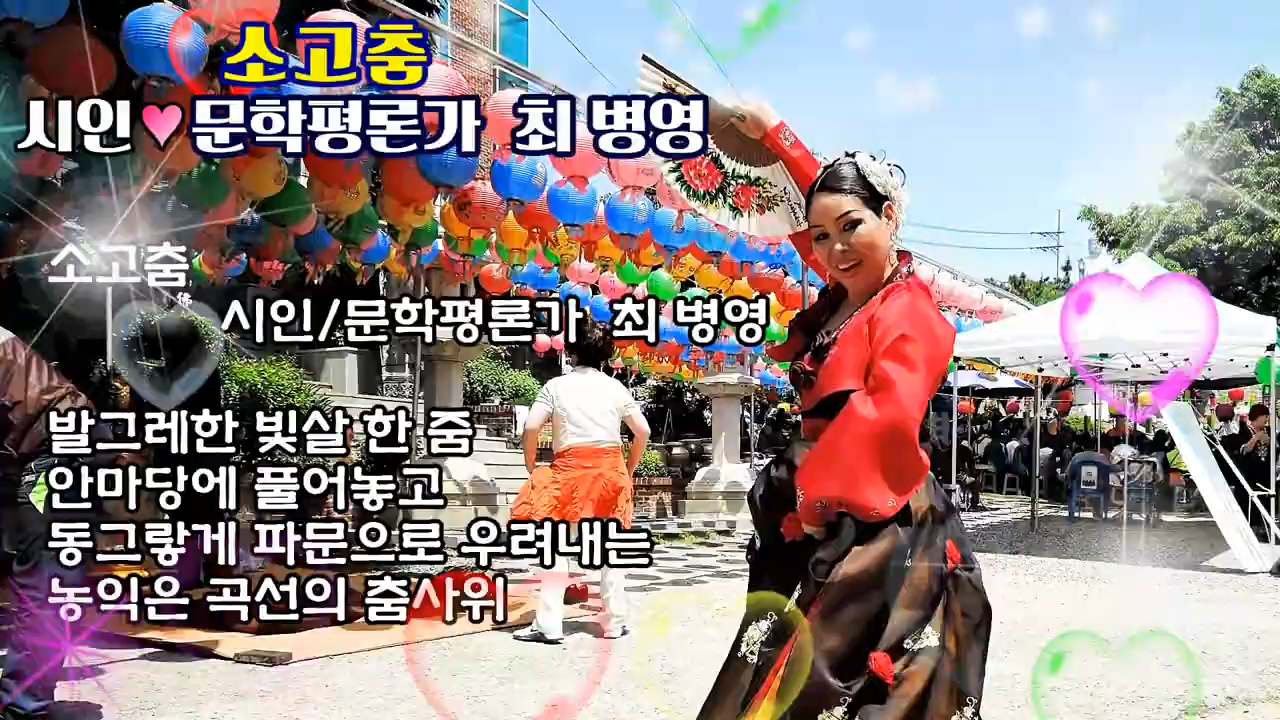 소고춤
시인♥문학평론가 최 병영
소고춤
시인/문학평론가 최 병영
발그레한 빛살 한 줌
안마당에 풀어놓고
동그랗게 파문으로 우려내는
농익은 곡선의 춤사위